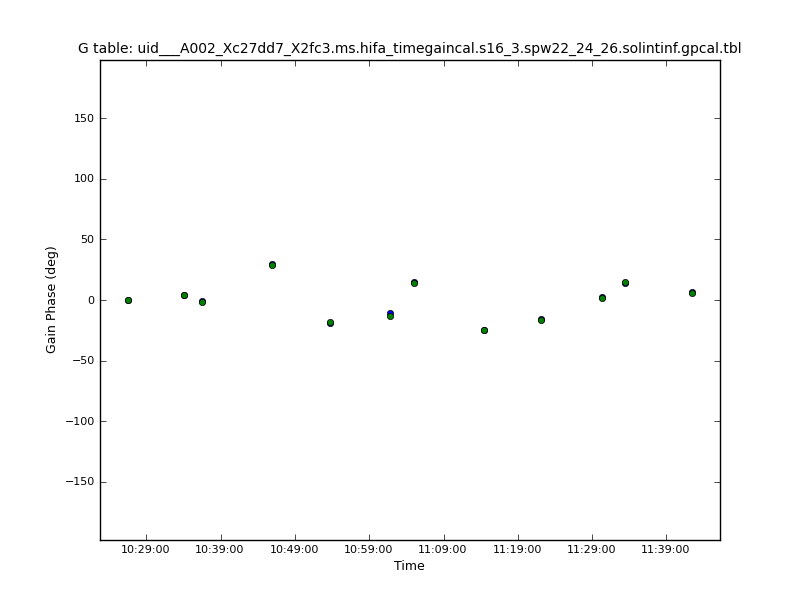 G table: uid___A002_Xc27dd7_X2fc3.ms.hifa_timegaincal.s16_3.spw22_24_26.solintinf.gpcal.tbl
150
100
50
0
−50
−100
−150
Gain Phase (deg)
10:29:00 10:39:00 10:49:00 10:59:00 11:09:00 11:19:00 11:29:00 11:39:00
Time